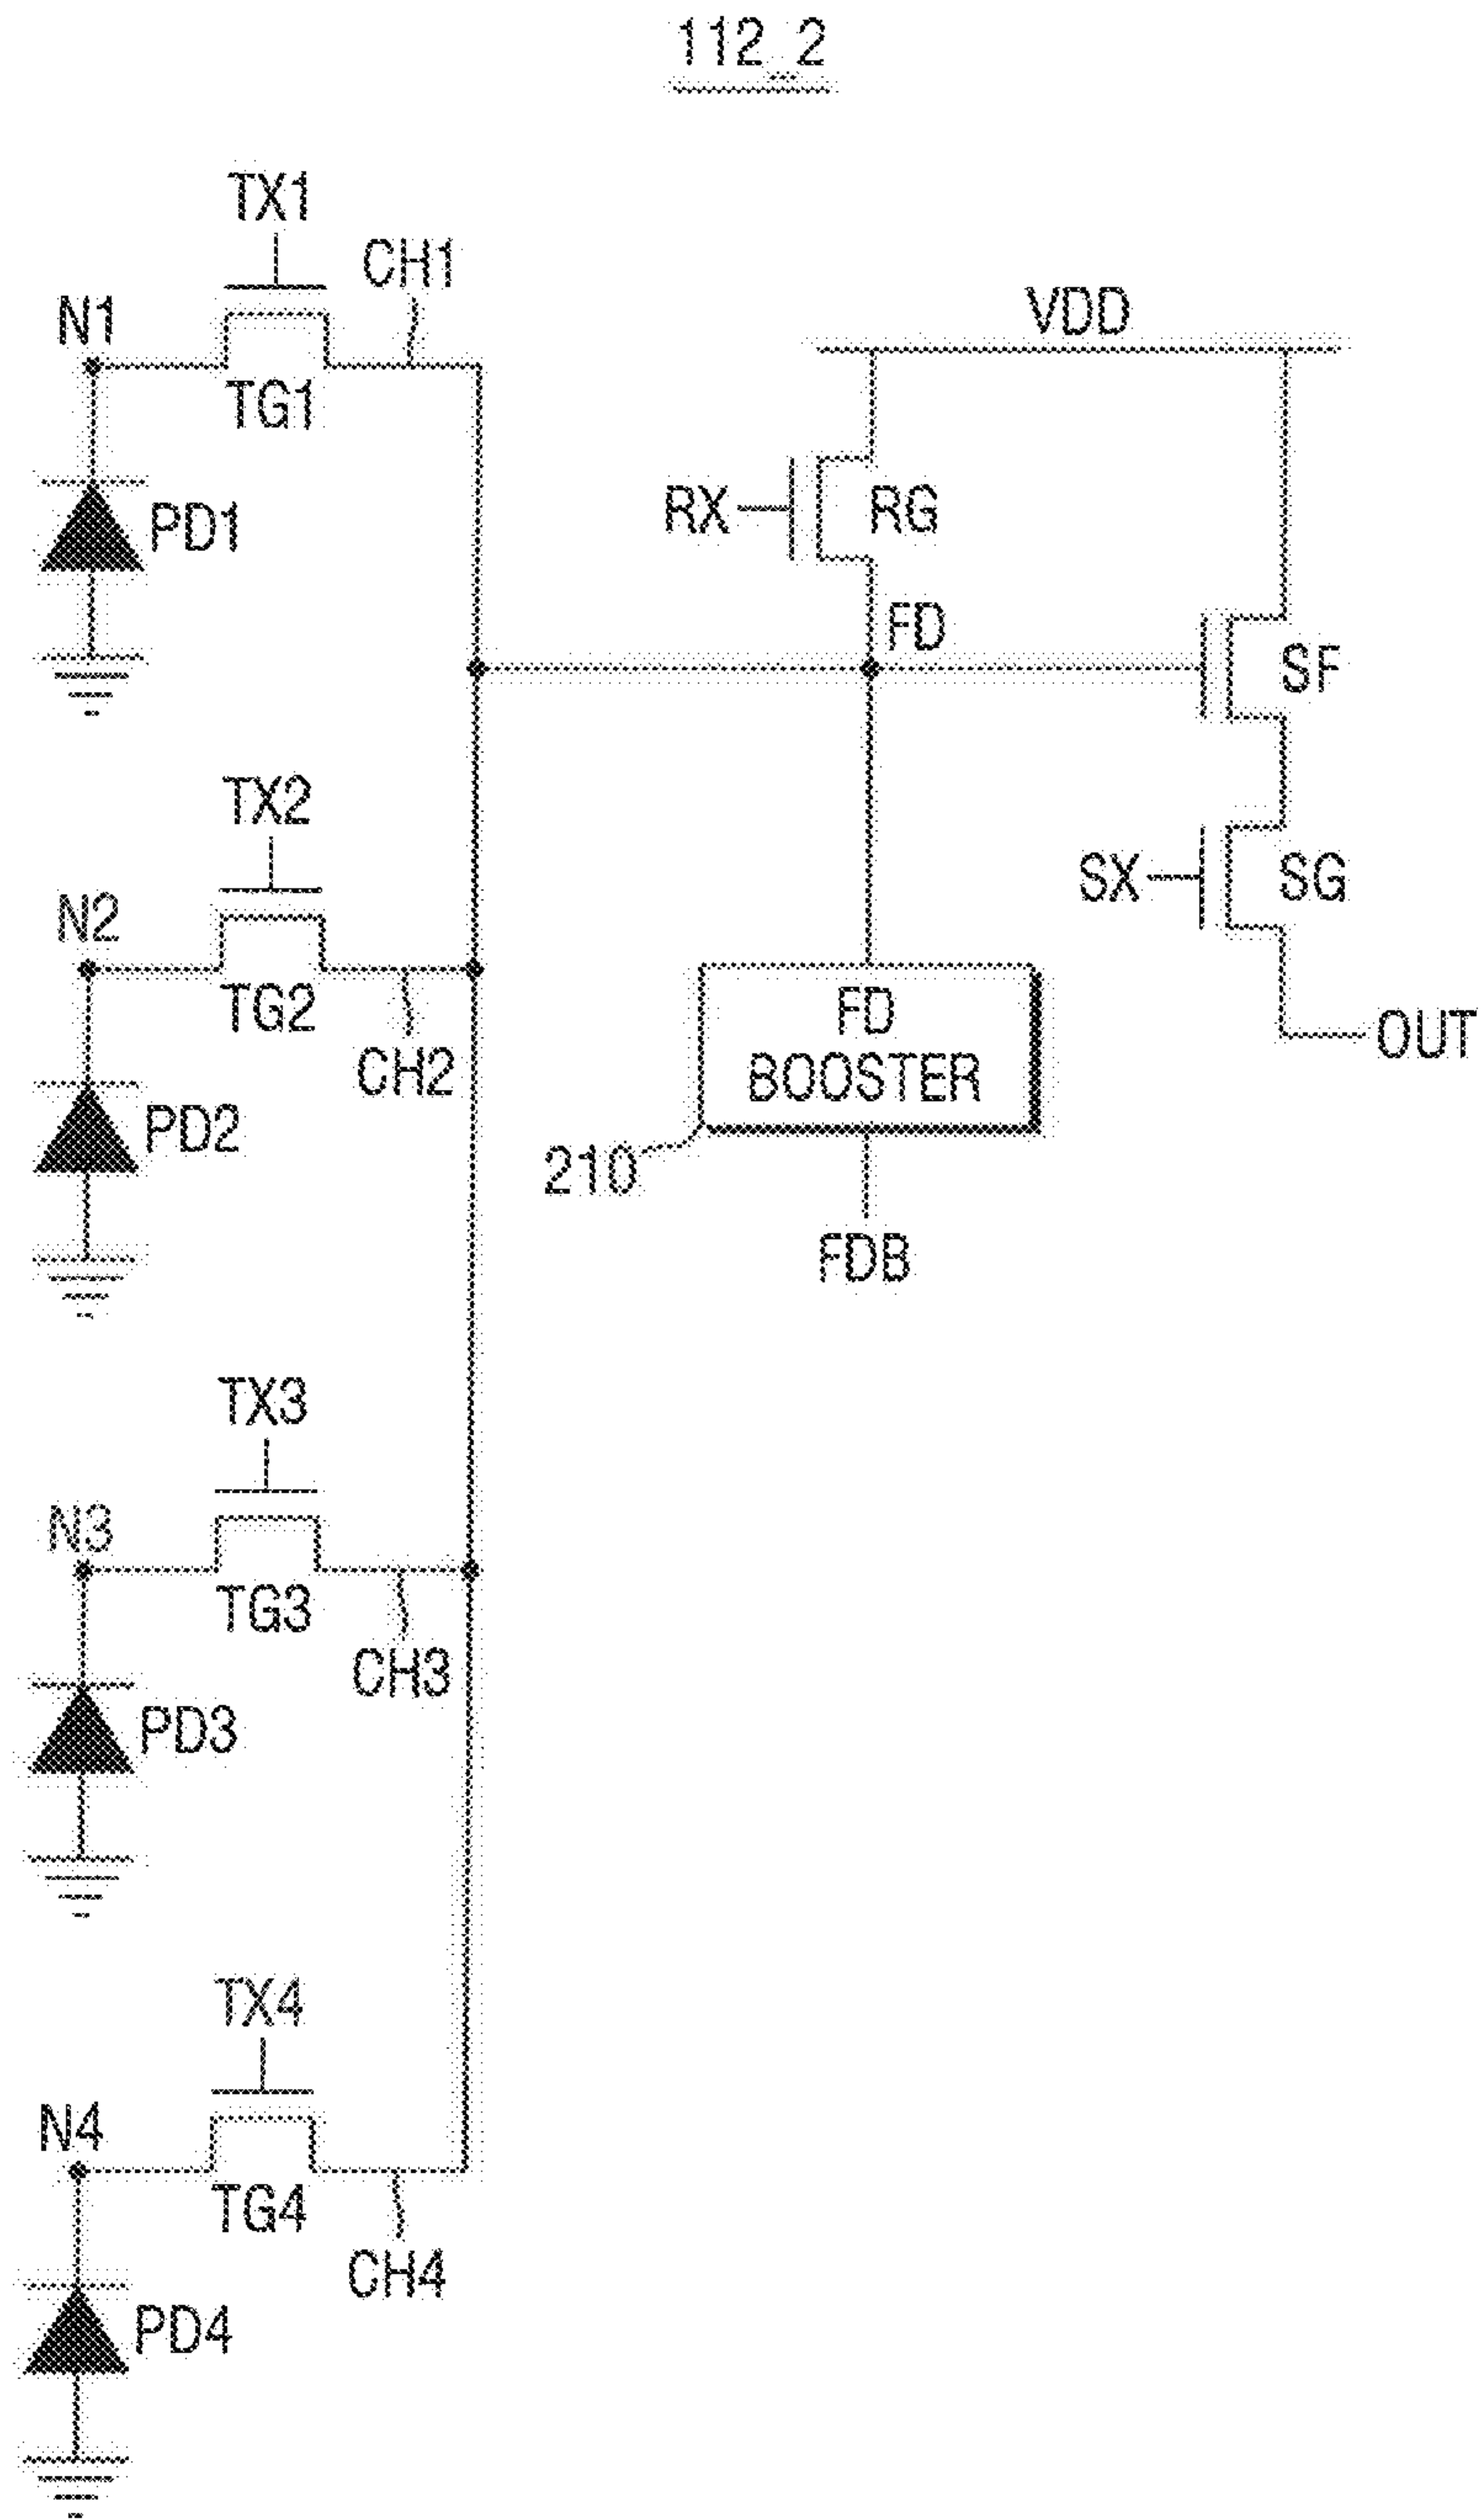 112_2
TX1
CH1
N1
TG1
PD1
VDD
RX
RG
FD
SF
TX2
N2
TG2
CH2
PD2
SX
SG
OUT
FD
BOOSTER
210
FDB
TX3
N3
TG3
CH3
PD3
TX4
N4
TG4
CH4
PD4